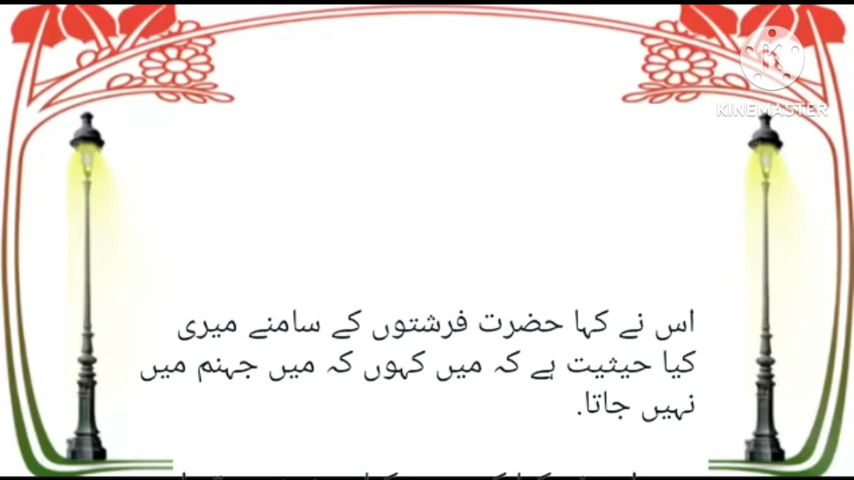 KINEMASTER
اس نے کہا حضرت فرشتوں کے سامنے میری
کیا حیثیت ہے کہ میں کہوں کہ میں جہنم میں
نہیں جاتا.